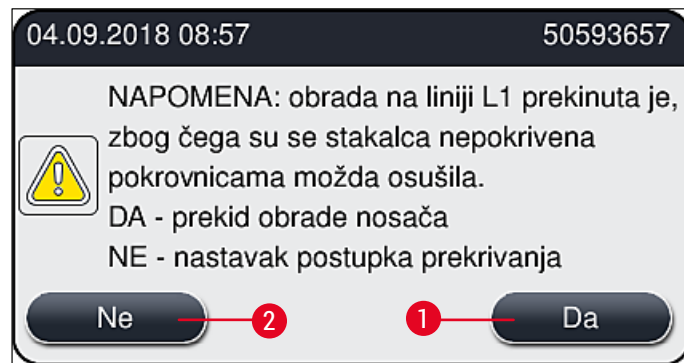 04.09.2018 08:57 50593657
NAPOMENA: obrada na liniji L1 prekinuta je,
zbog čega su se stakalca nepokrivena
pokrovnicama možda osušila.
DA - prekid obrade nosača
NE - nastavak postupka prekrivanja
Ne 2 1 Da